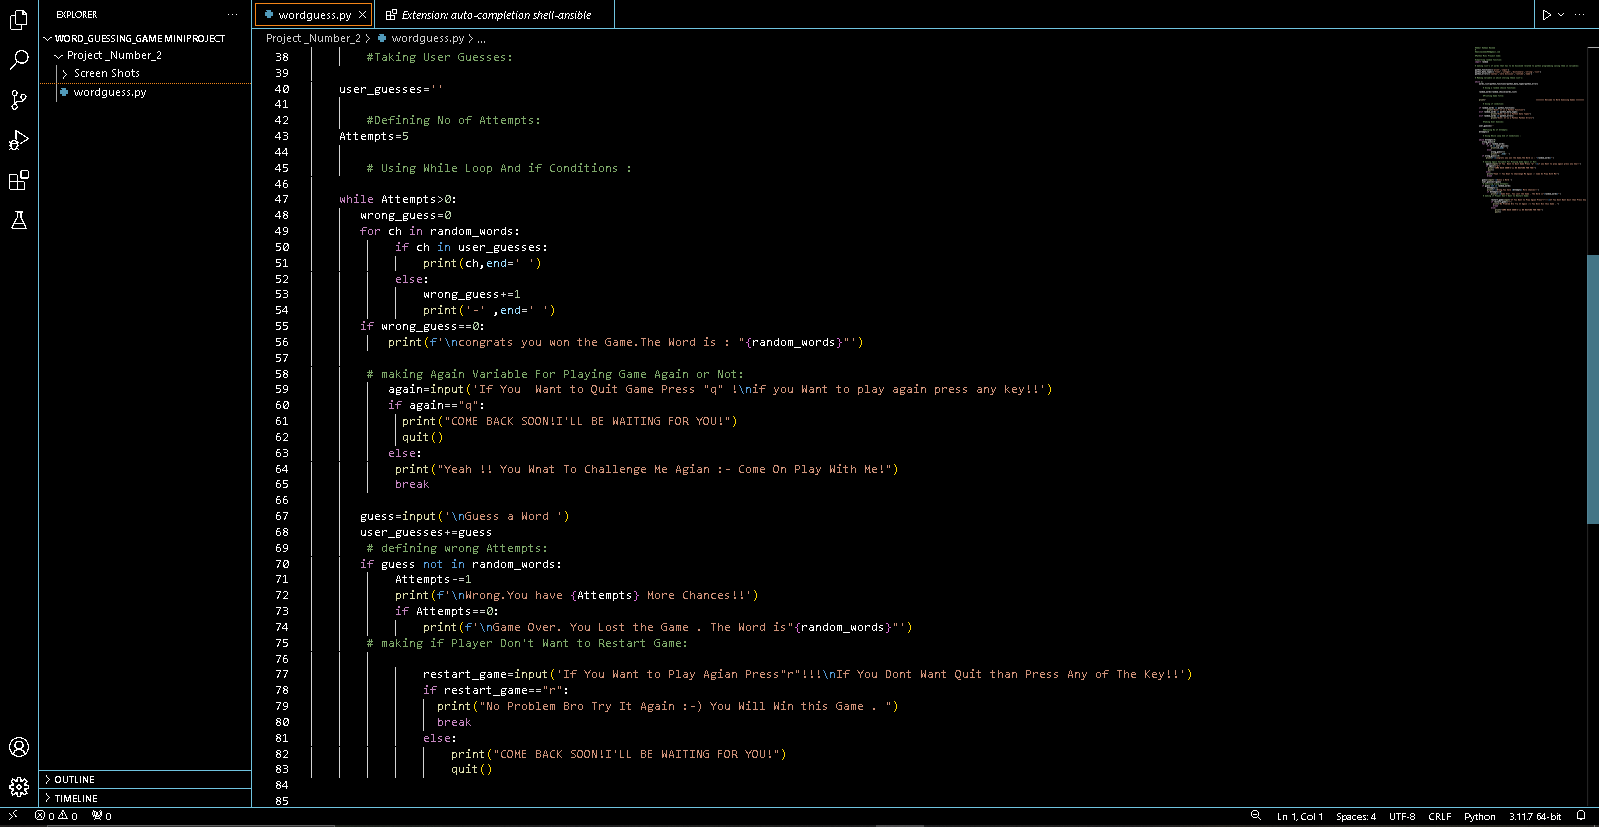 EXPLORER ...
WORD_GUESSING_GAME MINIPROJECT
Project _Number_2
Screen Shots
wordguess.py
OUTLINE
TIMELINE
wordguess.py
Extension: auto-completion shell-ansible
Project _Number_2 > wordguess.py > ...
38 #Taking User Guesses:
39
40 user_guesses=''
41
42 #Defining No of Attempts:
43 Attempts=5
44
45 # Using While Loop And if Conditions :
46
47 while Attempts>0:
48 wrong_guess=0
49 for ch in random_words:
50 if ch in user_guesses:
51 print(ch,end=' ')
52 else:
53 wrong_guess+=1
54 print('-' ,end=' ')
55 if wrong_guess==0:
56 print(f'\ncongrats you won the Game.The Word is : "{random_words}"')
57
58 # making Again Variable For Playing Game Again or Not:
59 again=input('If You  Want to Quit Game Press "q" !\nif you Want to play again press any key!!')
60 if again=="q":
61 print("COME BACK SOON!I'LL BE WAITING FOR YOU!")
62 quit()
63 else:
64 print("Yeah !! You Wnat To Challenge Me Agian :- Come On Play With Me!")
65 break
66
67 guess=input('\nGuess a Word ')
68 user_guesses+=guess
69 # defining wrong Attempts:
70 if guess not in random_words:
71 Attempts-=1
72 print(f'\nWrong.You have {Attempts} More Chances!!')
73 if Attempts==0:
74 print(f'\nGame Over. You Lost the Game . The Word is"{random_words}"')
75 # making if Player Don't Want to Restart Game:
76
77 restart_game=input('If You Want to Play Agian Press"r"!!!\nIf You Dont Want Quit than Press Any of The Key!!')
78 if restart_game=="r":
79 print("No Problem Bro Try It Again :-) You Will Win this Game . ")
80 break
81 else:
82 print("COME BACK SOON!I'LL BE WAITING FOR YOU!")
83 quit()
84
85
0 0 0
Ln 1, Col 1 Spaces: 4 UTF-8 CRLF Python 3.11.7 64-bit